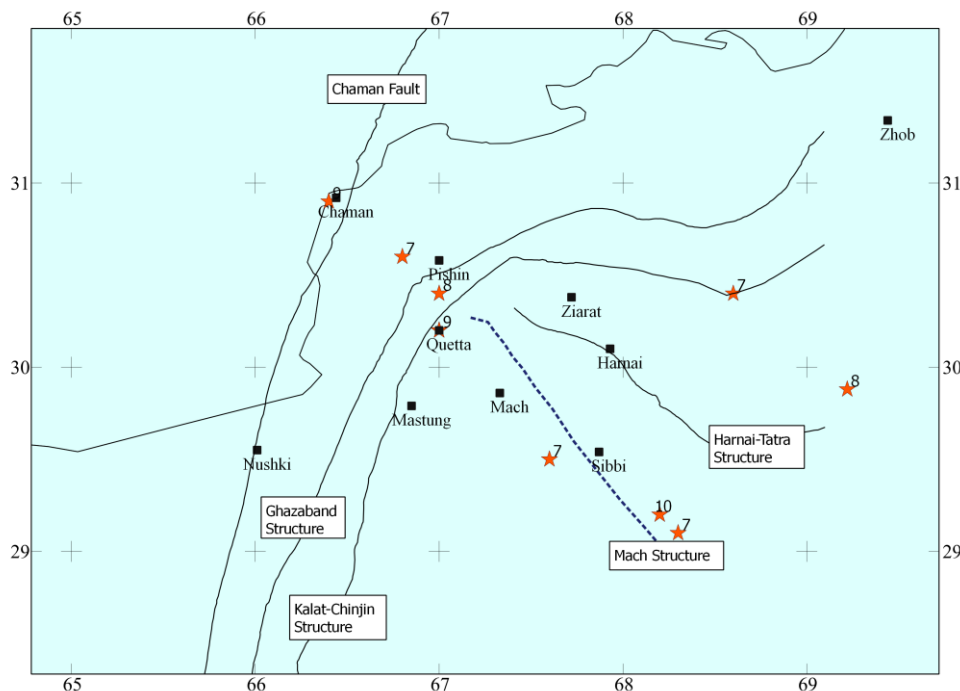 65 66 67 68 69
Chaman Fault
Zhob
31 31
9
Chaman
7
Pishin
8
7
Ziarat
9
Quetta
Harnai
30 30
8
Mach
Mastung
Harnai-Tatra
Structure
Nushki
7
Sibbi
Ghazaband
Structure
10
7
29 29
Mach Structure
Kalat-Chinjin
Structure
65 66 67 68 69